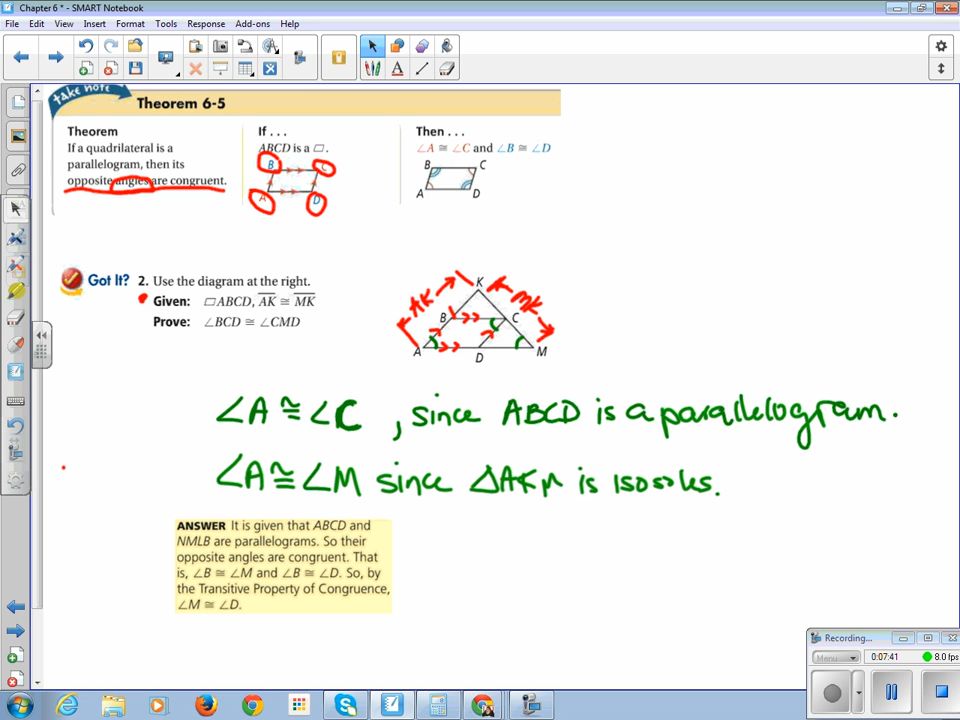 Chapter 6 * - SMART Notebook
File Edit View Insert Format Tools Response Add-ons Help
take note
Theorem 6-5
Theorem
If a quadrilateral is a
parallelogram, then its
opposite angles are congruent.
If . . .
ABCD is a ▱.
B C
A D
Then . . .
∠A ≅ ∠C and ∠B ≅ ∠D
B C
A D
Got It? 2. Use the diagram at the right.
Given: ▱ABCD, AK ≅ MK
Prove: ∠BCD ≅ ∠CMD
K
AK MK
B C
A D M
∠A ≅ ∠C , since ABCD is a parallelogram.
∠A ≅ ∠M since △AKM is isosoles.
ANSWER It is given that ABCD and
NMLB are parallelograms. So their
opposite angles are congruent. That
is, ∠B ≅ ∠M and ∠B ≅ ∠D. So, by
the Transitive Property of Congruence,
∠M ≅ ∠D.
Recording...
Menu 0:07:41 8.0 fps